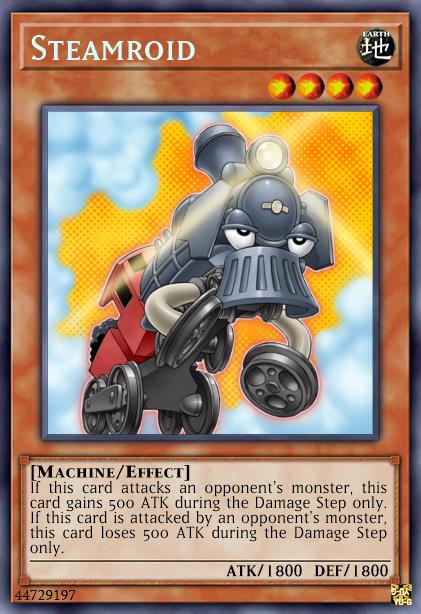 Steamroid
EARTH
地
[Machine/Effect]
If this card attacks an opponent's monster, this
card gains 500 ATK during the Damage Step only.
If this card is attacked by an opponent's monster,
this card loses 500 ATK during the Damage Step
only.
ATK/1800 DEF/1800
44729197